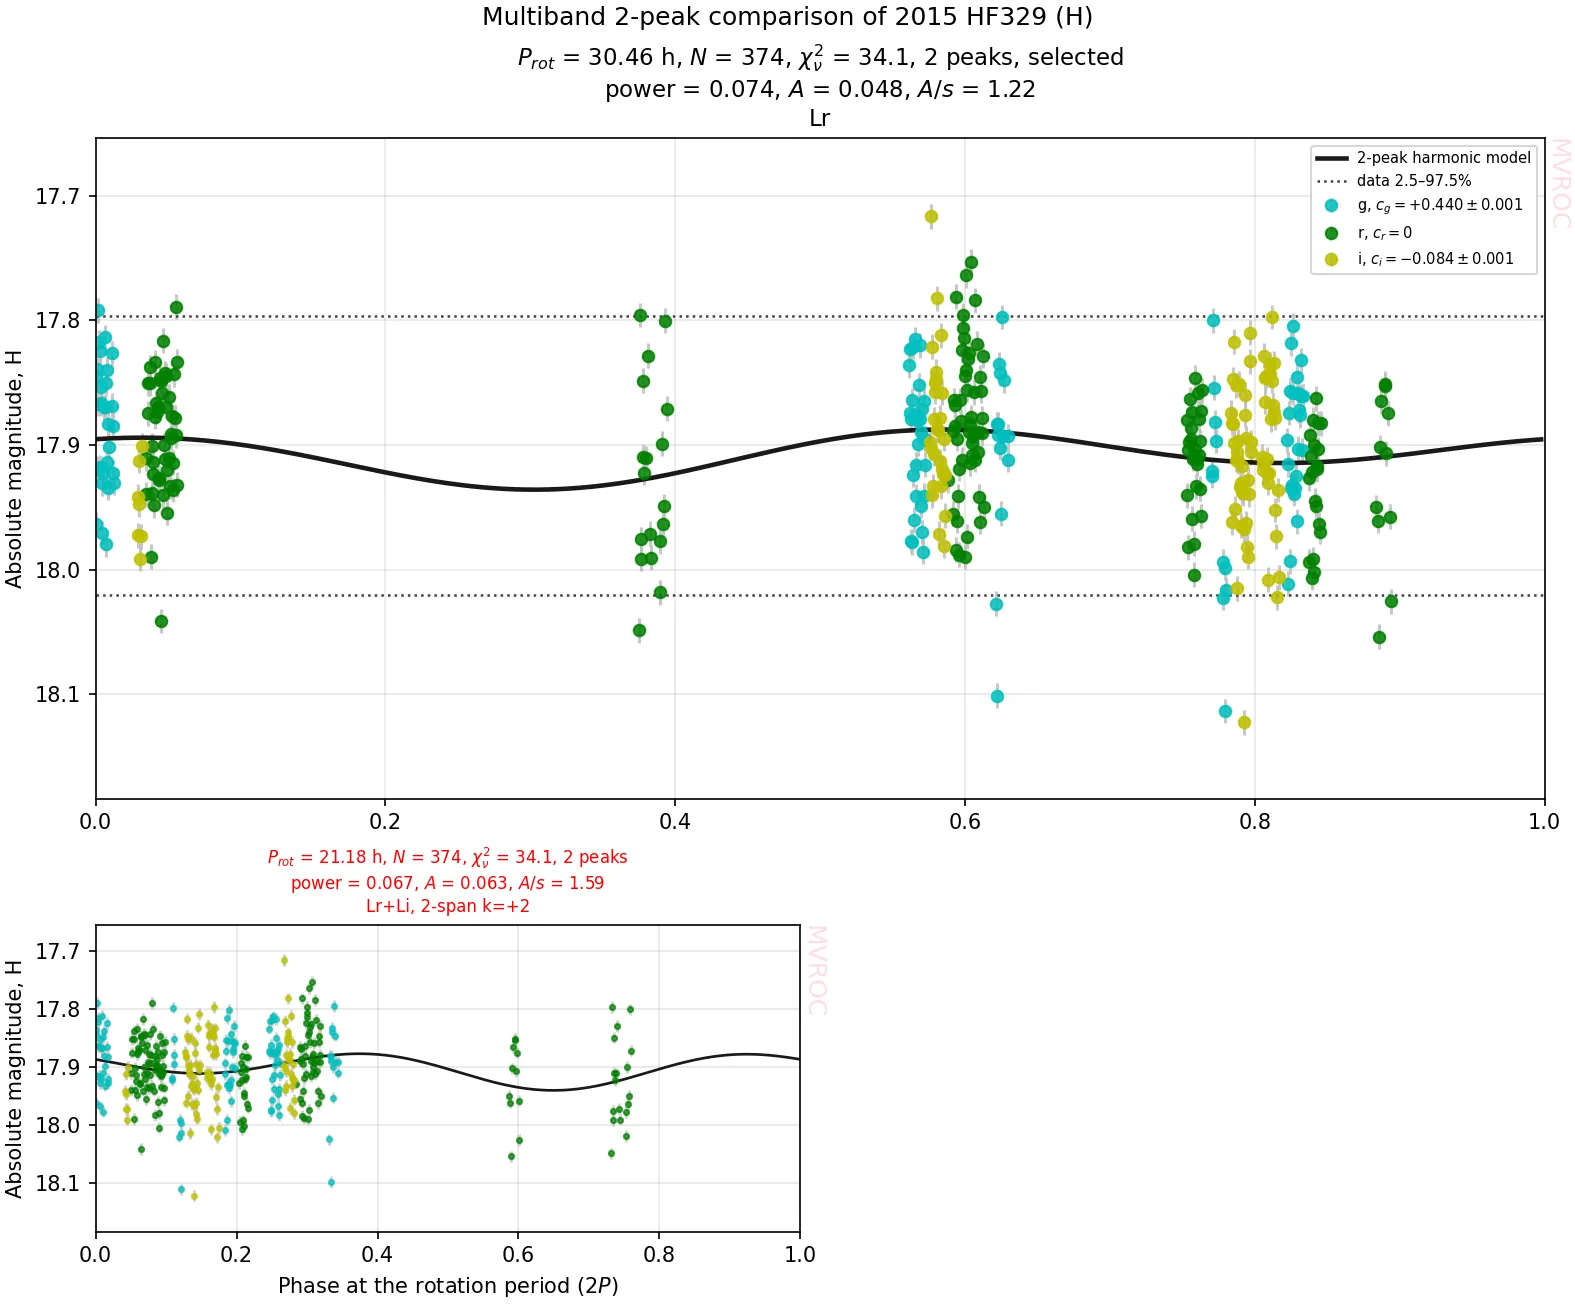 Multiband 2-peak comparison of 2015 HF329 (H)
P_rot = 30.46 h, N = 374, χ²_ν = 34.1, 2 peaks, selected
power = 0.074, A = 0.048, A/s = 1.22
Lr
MVROC
2-peak harmonic model
data 2.5–97.5%
g, c_g = +0.440 ± 0.001
r, c_r = 0
i, c_i = −0.084 ± 0.001
Absolute magnitude, H
17.7
17.8
17.9
18.0
18.1
0.0 0.2 0.4 0.6 0.8 1.0
P_rot = 21.18 h, N = 374, χ²_ν = 34.1, 2 peaks
power = 0.067, A = 0.063, A/s = 1.59
Lr+Li, 2-span k=+2
MVROC
Absolute magnitude, H
17.7
17.8
17.9
18.0
18.1
0.0 0.2 0.4 0.6 0.8 1.0
Phase at the rotation period (2P)